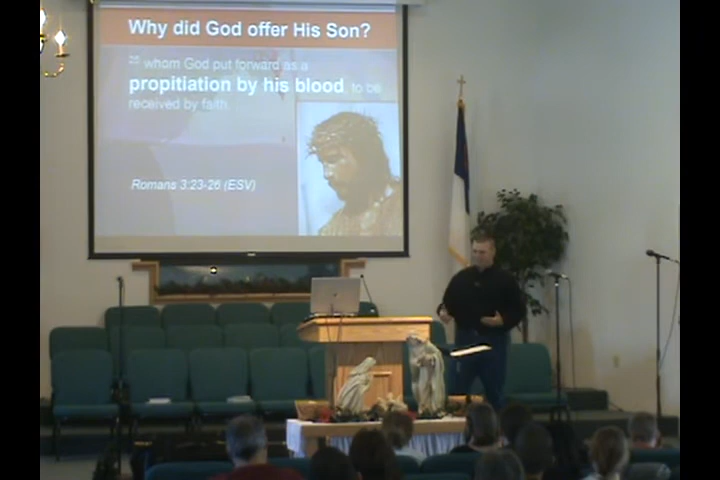 Why did God offer His Son?
25 whom God put forward as a
propitiation by his blood, to be
received by faith.
Romans 3:23-26 (ESV)